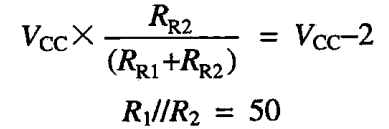 V_CC × R_R2 / (R_R1+R_R2) = V_CC−2
R_1//R_2 = 50